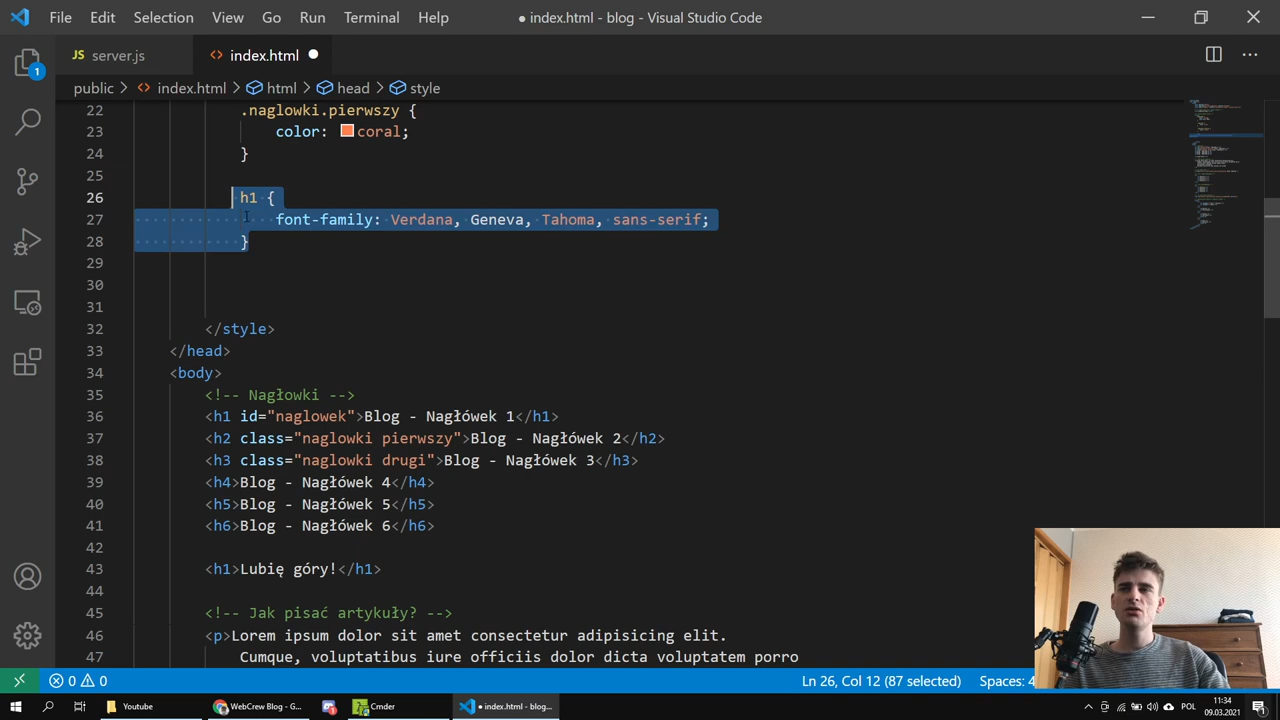 File Edit Selection View Go Run Terminal Help
● index.html - blog - Visual Studio Code
JS server.js
<> index.html ●
public > <> index.html > html > head > style
22 .naglowki.pierwszy {
23 color: coral;
24 }
25
26 h1 {
27 font-family: Verdana, Geneva, Tahoma, sans-serif;
28 }
29
30
31
32 </style>
33 </head>
34 <body>
35 <!-- Nagłowki -->
36 <h1 id="naglowek">Blog - Nagłówek 1</h1>
37 <h2 class="naglowki pierwszy">Blog - Nagłówek 2</h2>
38 <h3 class="naglowki drugi">Blog - Nagłówek 3</h3>
39 <h4>Blog - Nagłówek 4</h4>
40 <h5>Blog - Nagłówek 5</h5>
41 <h6>Blog - Nagłówek 6</h6>
42
43 <h1>Lubię góry!</h1>
44
45 <!-- Jak pisać artykuły? -->
46 <p>Lorem ipsum dolor sit amet consectetur adipisicing elit.
47 Cumque, voluptatibus iure officiis dolor dicta voluptatem porro
1
0 0
Ln 26, Col 12 (87 selected)
Spaces: 4
Youtube
WebCrew Blog - G...
Cmder
● index.html - blog...
POL
11:34
09.03.2021
1